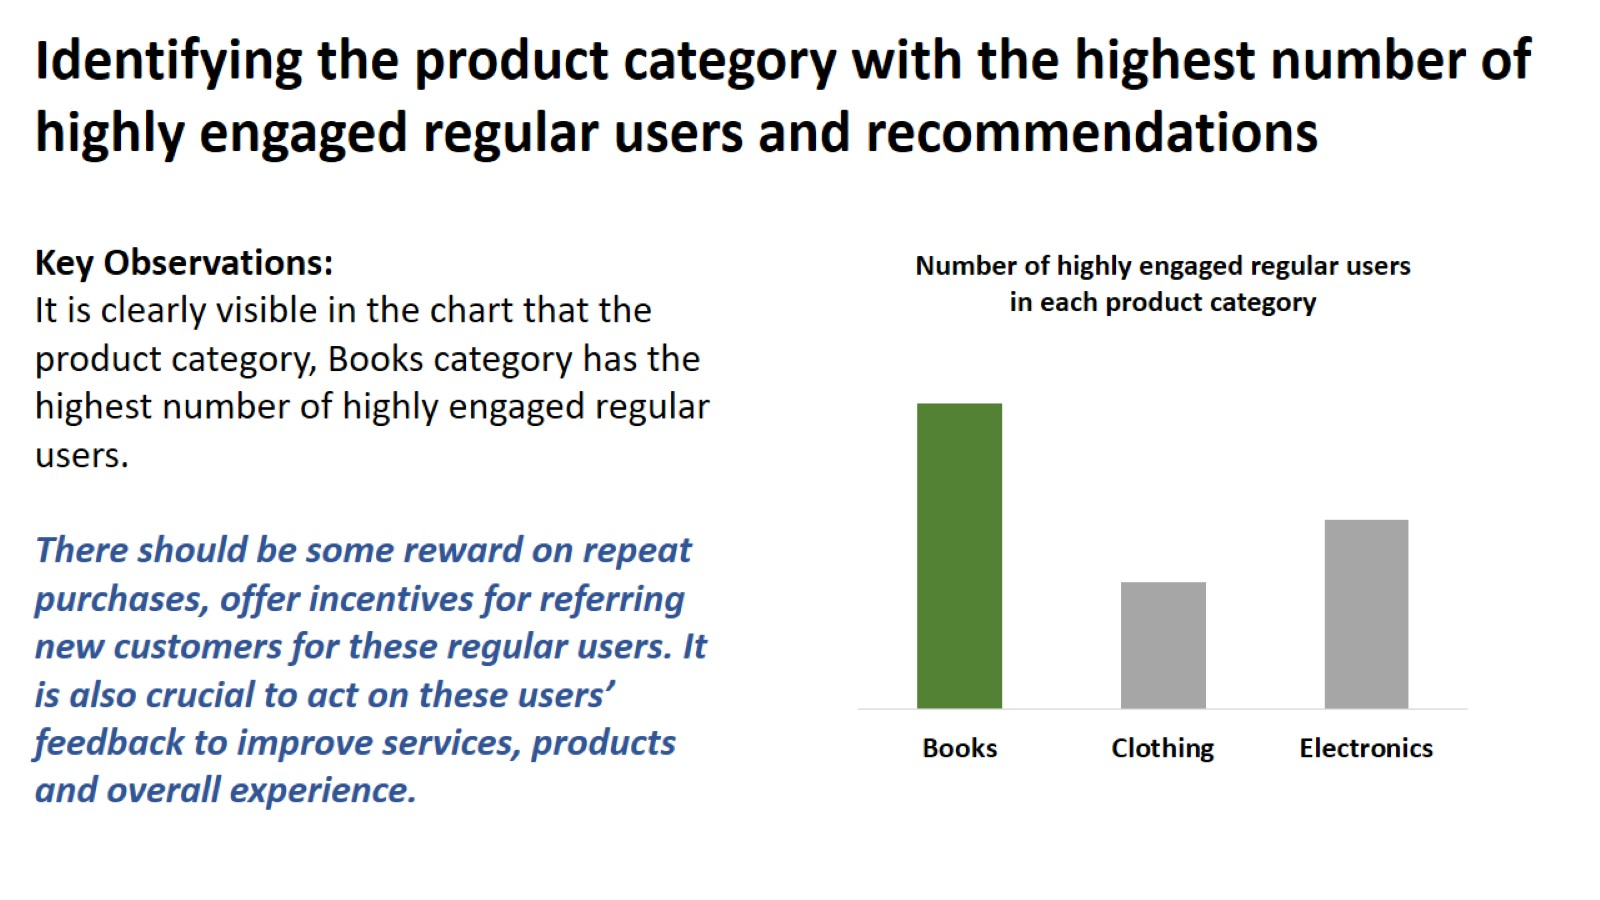 Identifying the product category with the highest number of
highly engaged regular users and recommendations
Key Observations:
It is clearly visible in the chart that the
product category, Books category has the
highest number of highly engaged regular
users.
There should be some reward on repeat
purchases, offer incentives for referring
new customers for these regular users. It
is also crucial to act on these users’
feedback to improve services, products
and overall experience.
Number of highly engaged regular users
in each product category
Books
Clothing
Electronics